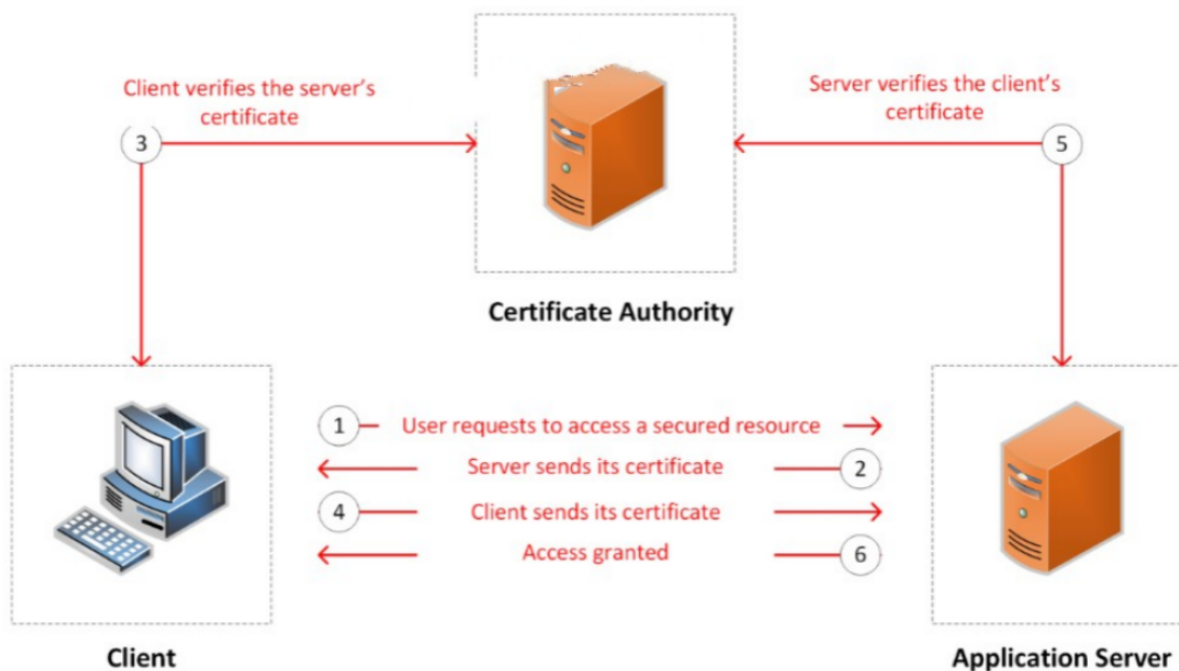 Client verifies the server's
certificate
3
Server verifies the client's
certificate
5
Certificate Authority
1
User requests to access a secured resource
Server sends its certificate
2
4
Client sends its certificate
Access granted
6
Client
Application Server